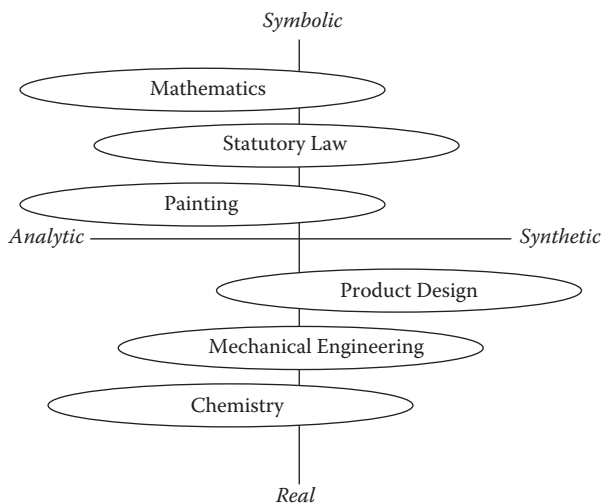 Symbolic
Mathematics
Statutory Law
Painting
Analytic
Synthetic
Product Design
Mechanical Engineering
Chemistry
Real